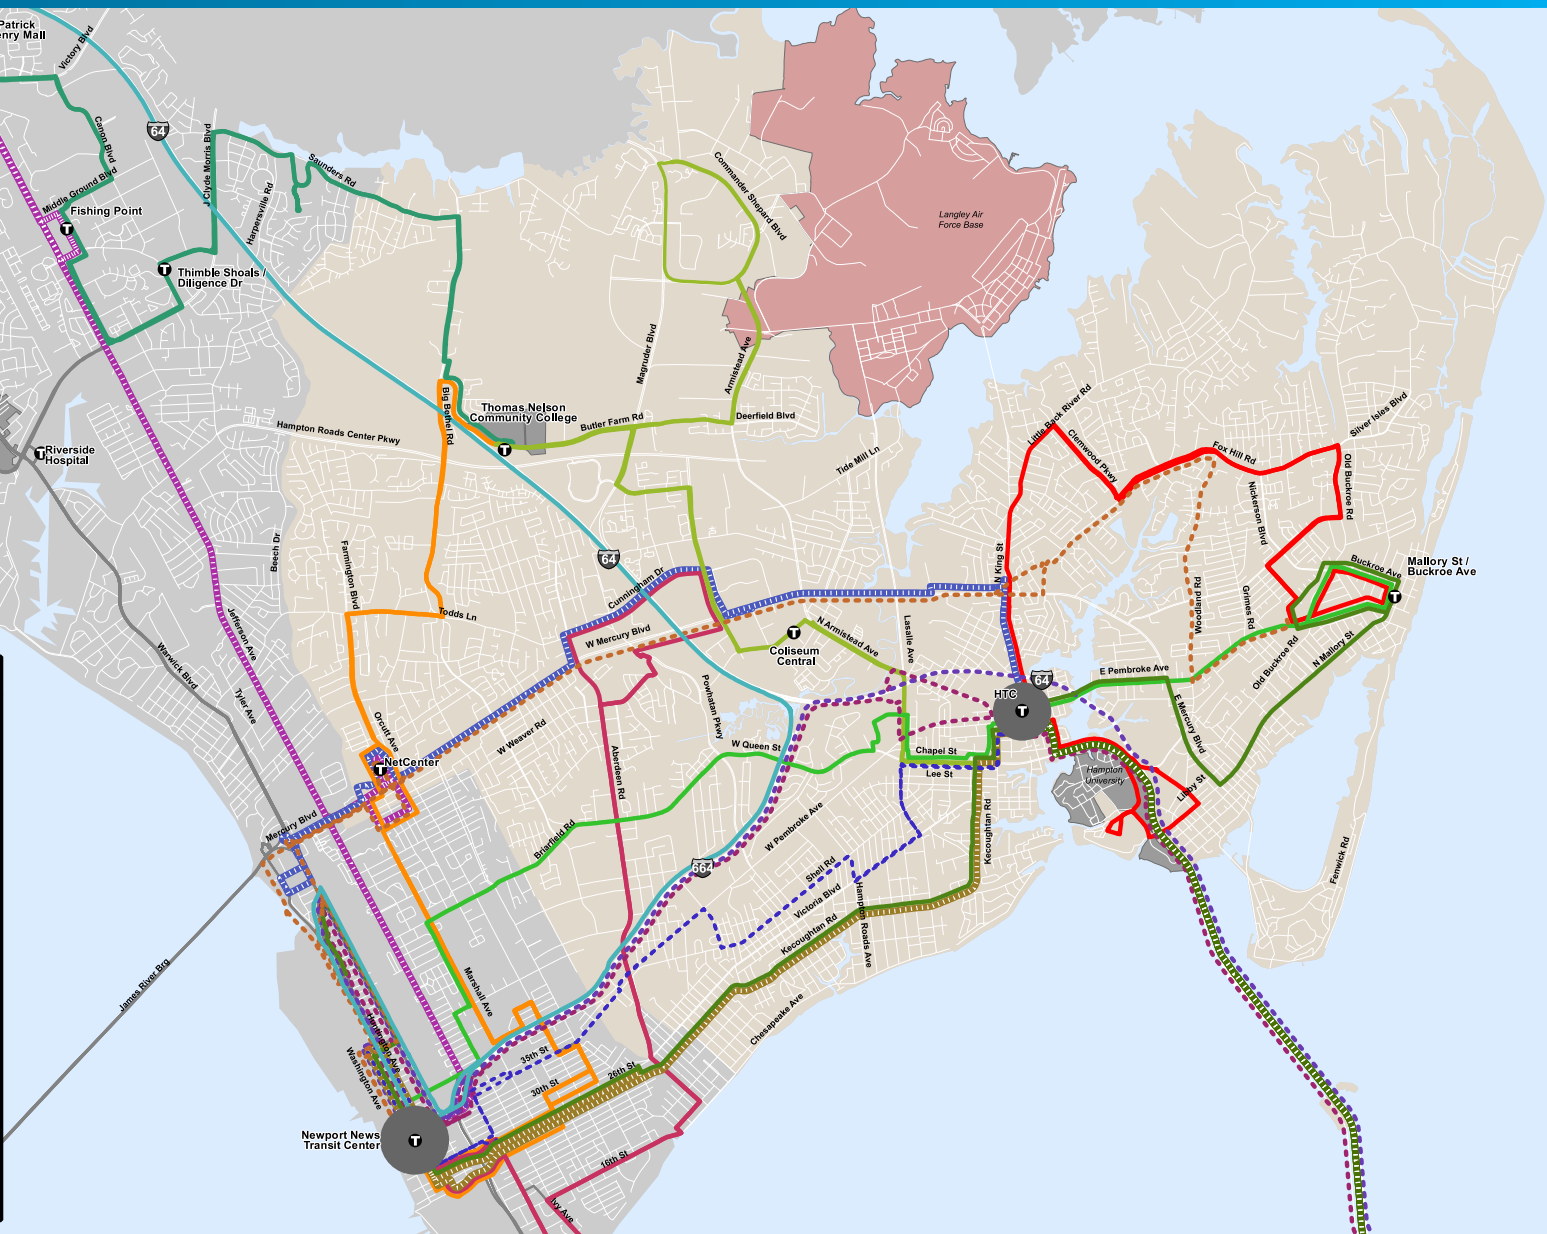 Patrick
enry Mall
Victory Blvd
64
Canon Blvd
J Clyde Morris Blvd
Saunders Rd
Middle Ground Blvd
Fishing Point
T
Harpersville Rd
T
Thimble Shoals /
Diligence Dr
Commander Shepard Blvd
Langley Air
Force Base
Magruder Blvd
Armistead Ave
Big Bethel Rd
Thomas Nelson
Community College
T
Butler Farm Rd
Deerfield Blvd
Hampton Roads Center Pkwy
T
Riverside
Hospital
Tide Mill Ln
Little Back River Rd
Clemwood Pkwy
Fox Hill Rd
Silver Isles Blvd
Old Buckroe Rd
Nickerson Blvd
Beech Dr
Farmington Blvd
64
N King St
Buckroe Ave
Mallory St /
Buckroe Ave
T
Cunningham Dr
Todds Ln
Jefferson Ave
Woodland Rd
Grimes Rd
W Mercury Blvd
N Armistead Ave
Lasalle Ave
T
Coliseum
Central
Warwick Blvd
Tyler Ave
Old Buckroe Rd
N Mallory St
E Pembroke Ave
64
HTC
T
Powhatan Pkwy
E Mercury Blvd
Orcutt Ave
W Weaver Rd
W Queen St
Chapel St
Lee St
T
NetCenter
Aberdeen Rd
Hampton
University
Libby St
Mercury Blvd
Briarfield Rd
W Pembroke Ave
Kecoughtan Rd
664
Shell Rd
Victoria Blvd
Hampton Roads Ave
Fenwick Rd
Kecoughtan Rd
James River Brg
Marshall Ave
Chesapeake Ave
Huntington Ave
Washington Ave
35th St
30th St
26th St
Newport News
Transit Center
T
16th St
Ivy Ave